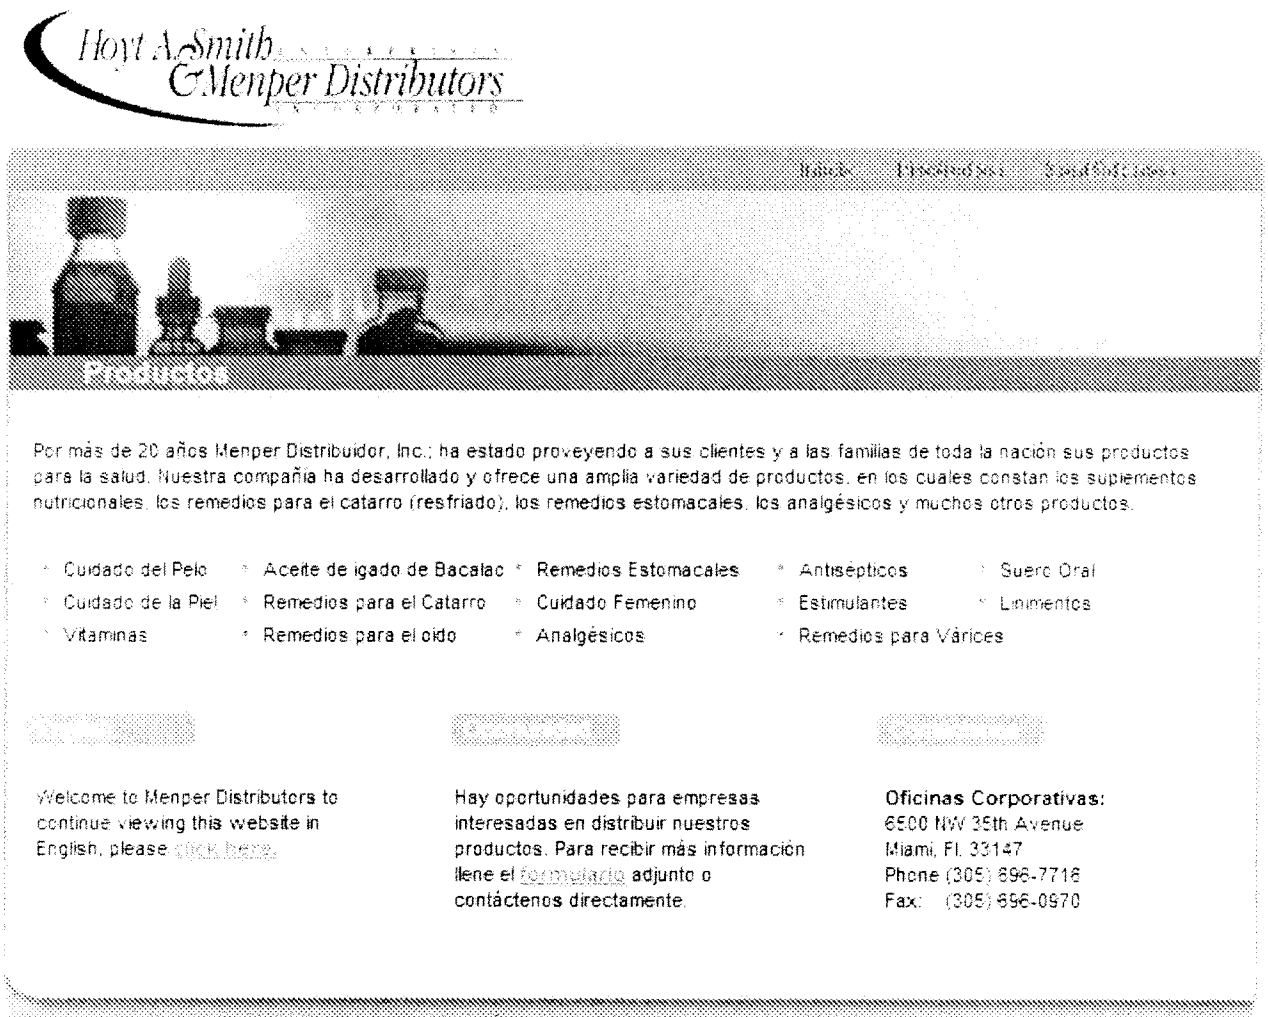 Hoyt A. Smith
ENTERPRISES
& Menper Distributors
INCORPORATED
Inicio Productos
Productos
Por más de 20 años Menper Distribuidor, Inc.; ha estado proveyendo a sus clientes y a las familias de toda la nación sus productos
para la salud. Nuestra compañía ha desarrollado y ofrece una amplia variedad de productos, en los cuales constan los suplementos
nutricionales, los remedios para el catarro (resfriado), los remedios estomacales, los analgésicos y muchos otros productos.
Cuidado del Pelo Aceite de igado de Bacalao Remedios Estomacales Antisépticos Suero Oral
Cuidado de la Piel Remedios para el Catarro Cuidado Femenino Estimulantes Linimentos
Vitaminas Remedios para el oido Analgésicos Remedios para Várices
Welcome to Menper Distributors to
continue viewing this website in
English, please click here.
Hay oportunidades para empresas
interesadas en distribuir nuestros
productos. Para recibir más información
llene el formulario adjunto o
contáctenos directamente.
Oficinas Corporativas:
6500 NW 35th Avenue
Miami, Fl. 33147
Phone (305) 696-7716
Fax: (305) 696-0970